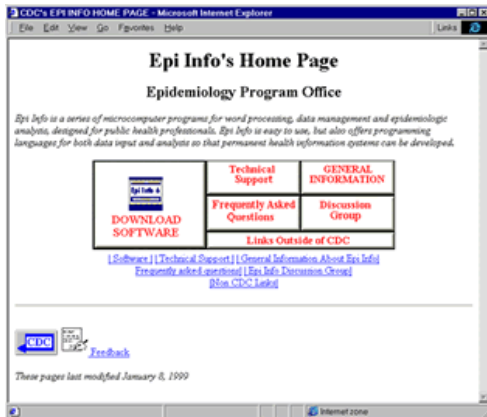 CDC's EPI INFO HOME PAGE - Microsoft Internet Explorer
File Edit View Go Favorites Help Links
Epi Info's Home Page
Epidemiology Program Office
Epi Info is a series of microcomputer programs for word processing, data management and epidemiologic
analysis, designed for public health professionals. Epi Info is easy to use, but also offers programming
languages for both data input and analysis so that permanent health information systems can be developed.
Epi Info 6
DOWNLOAD
SOFTWARE
Technical
Support
GENERAL
INFORMATION
Frequently Asked
Questions
Discussion
Group
Links Outside of CDC
[ Software ] [Technical Support ] [ General Information About Epi Info]
Frequently asked questions] [Epi Info Discussion Group]
[Non CDC Links]
CDC
Feedback
These pages last modified January 8, 1999
Internet zone